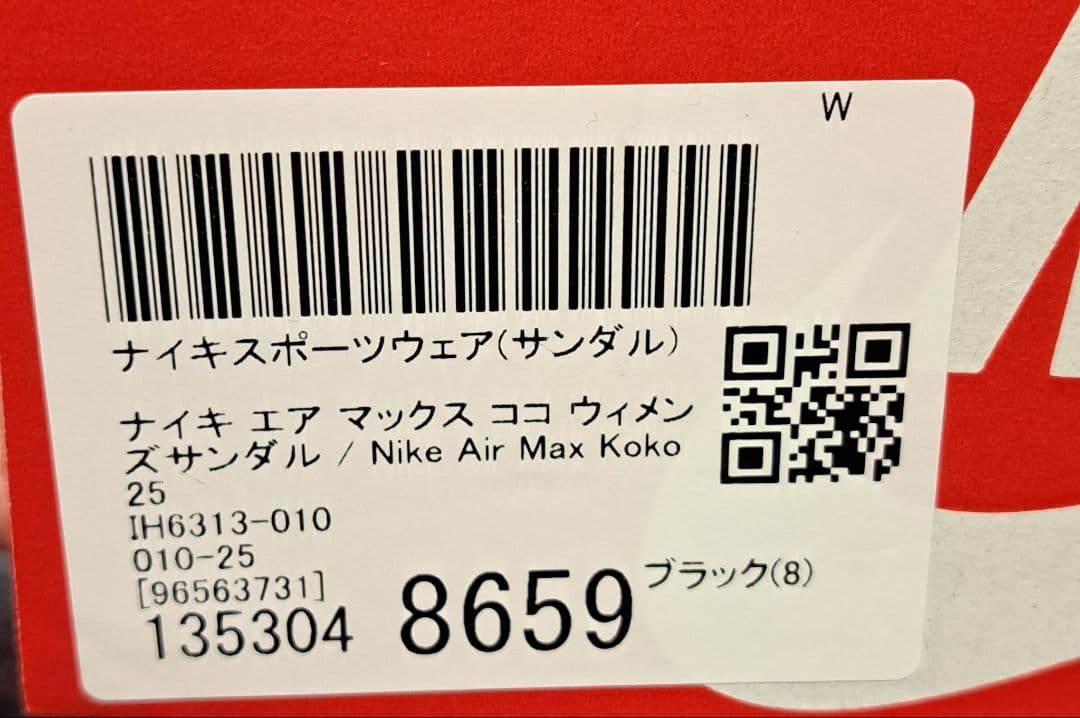 W
ナイキスポーツウェア(サンダル)
ナイキ エア マックス ココ ウィメン
ズサンダル / Nike Air Max Koko
25
IH6313-010
010-25
[96563731]
135304 8659 ブラック(8)